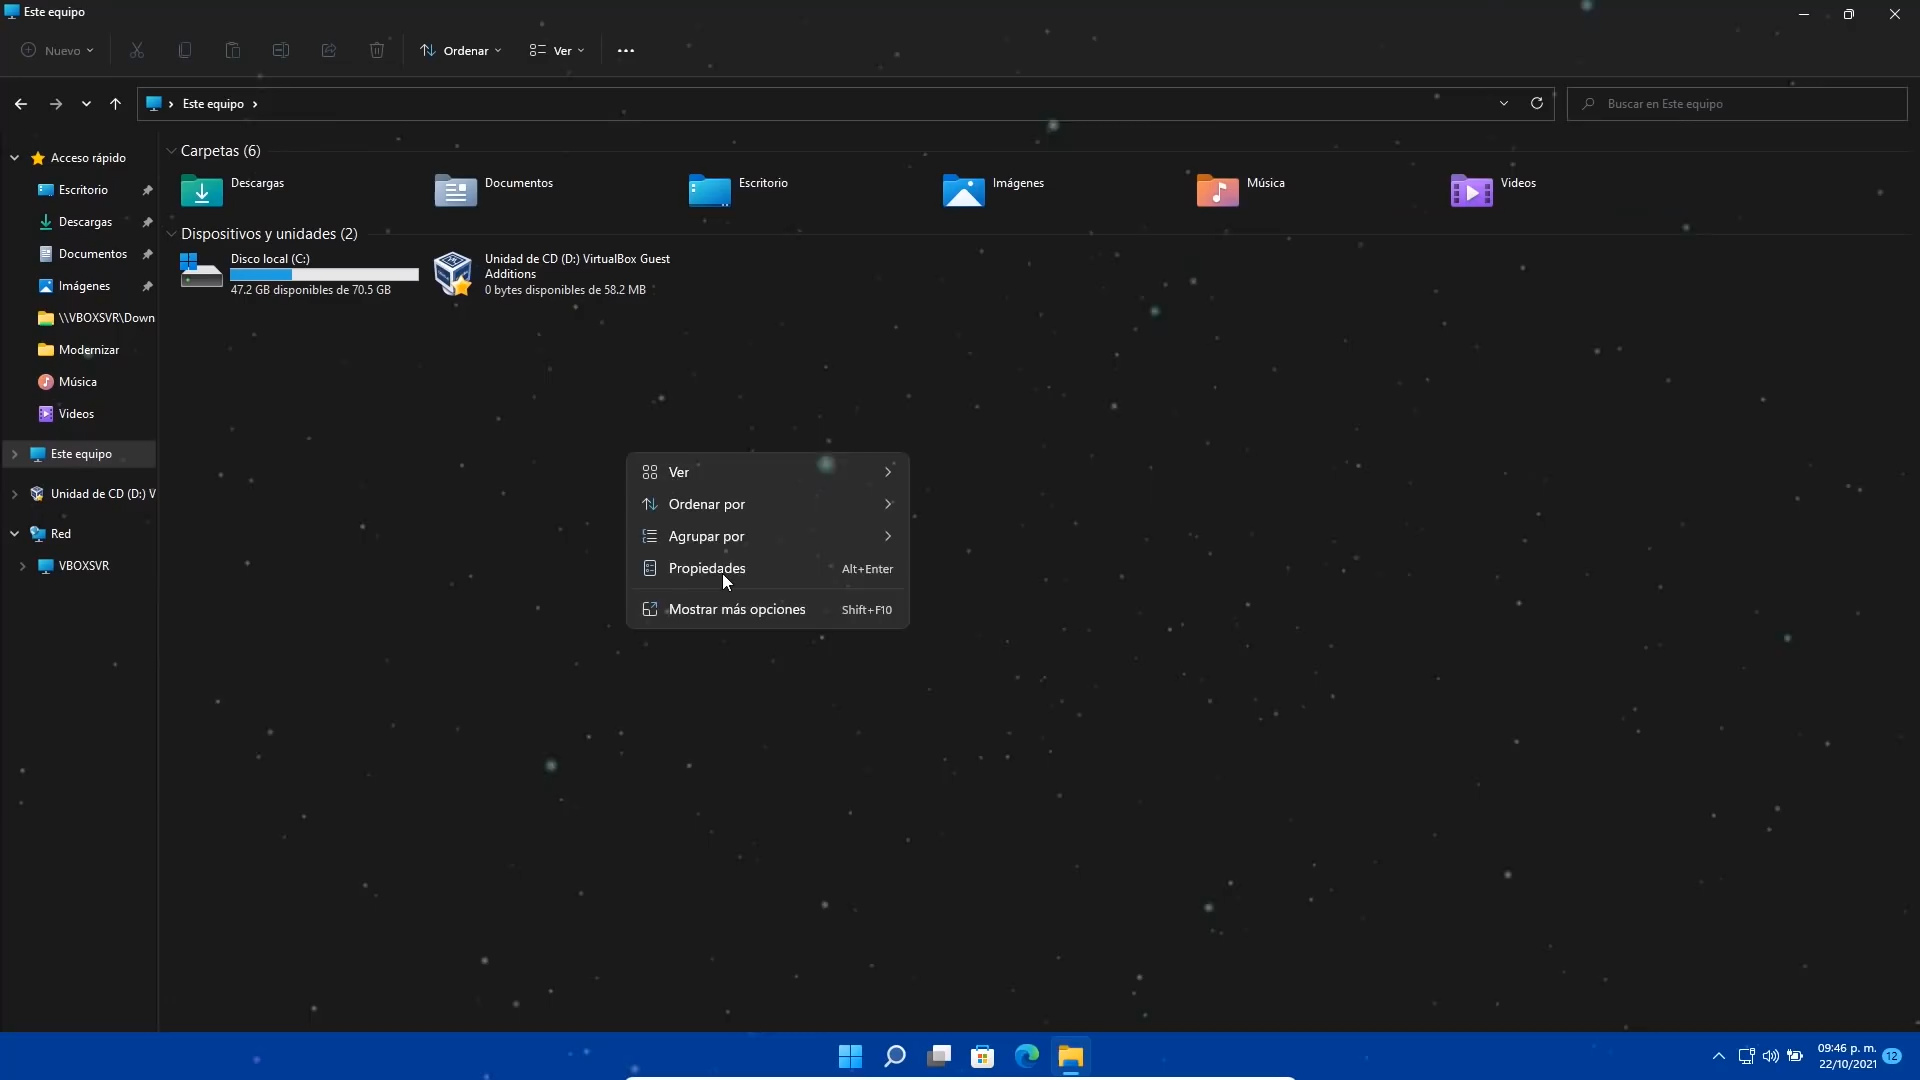 Este equipo
Nuevo
Ordenar
Ver
Este equipo
Buscar en Este equipo
Acceso rápido
Escritorio
Descargas
Documentos
Imágenes
\\VBOXSVR\Down
Modernizar
Música
Videos
Este equipo
Unidad de CD (D:) V
Red
VBOXSVR
Carpetas (6)
Descargas
Documentos
Escritorio
Imágenes
Música
Videos
Dispositivos y unidades (2)
Disco local (C:)
47.2 GB disponibles de 70.5 GB
Unidad de CD (D:) VirtualBox Guest
Additions
0 bytes disponibles de 58.2 MB
Ver
Ordenar por
Agrupar por
Propiedades Alt+Enter
Mostrar más opciones Shift+F10
09:46 p. m.
22/10/2021
12